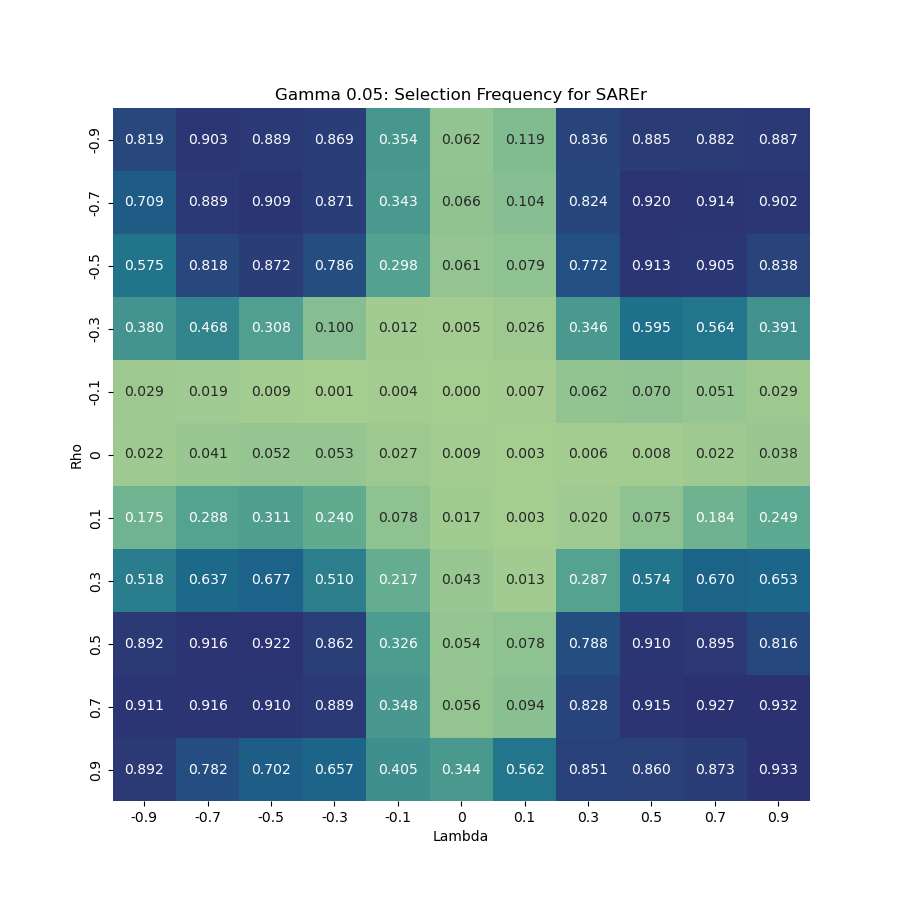 Gamma 0.05: Selection Frequency for SAREr
-0.9 0.819 0.903 0.889 0.869 0.354 0.062 0.119 0.836 0.885 0.882 0.887
-0.7 0.709 0.889 0.909 0.871 0.343 0.066 0.104 0.824 0.920 0.914 0.902
-0.5 0.575 0.818 0.872 0.786 0.298 0.061 0.079 0.772 0.913 0.905 0.838
-0.3 0.380 0.468 0.308 0.100 0.012 0.005 0.026 0.346 0.595 0.564 0.391
-0.1 0.029 0.019 0.009 0.001 0.004 0.000 0.007 0.062 0.070 0.051 0.029
Rho
0 0.022 0.041 0.052 0.053 0.027 0.009 0.003 0.006 0.008 0.022 0.038
0.1 0.175 0.288 0.311 0.240 0.078 0.017 0.003 0.020 0.075 0.184 0.249
0.3 0.518 0.637 0.677 0.510 0.217 0.043 0.013 0.287 0.574 0.670 0.653
0.5 0.892 0.916 0.922 0.862 0.326 0.054 0.078 0.788 0.910 0.895 0.816
0.7 0.911 0.916 0.910 0.889 0.348 0.056 0.094 0.828 0.915 0.927 0.932
0.9 0.892 0.782 0.702 0.657 0.405 0.344 0.562 0.851 0.860 0.873 0.933
-0.9 -0.7 -0.5 -0.3 -0.1 0 0.1 0.3 0.5 0.7 0.9
Lambda